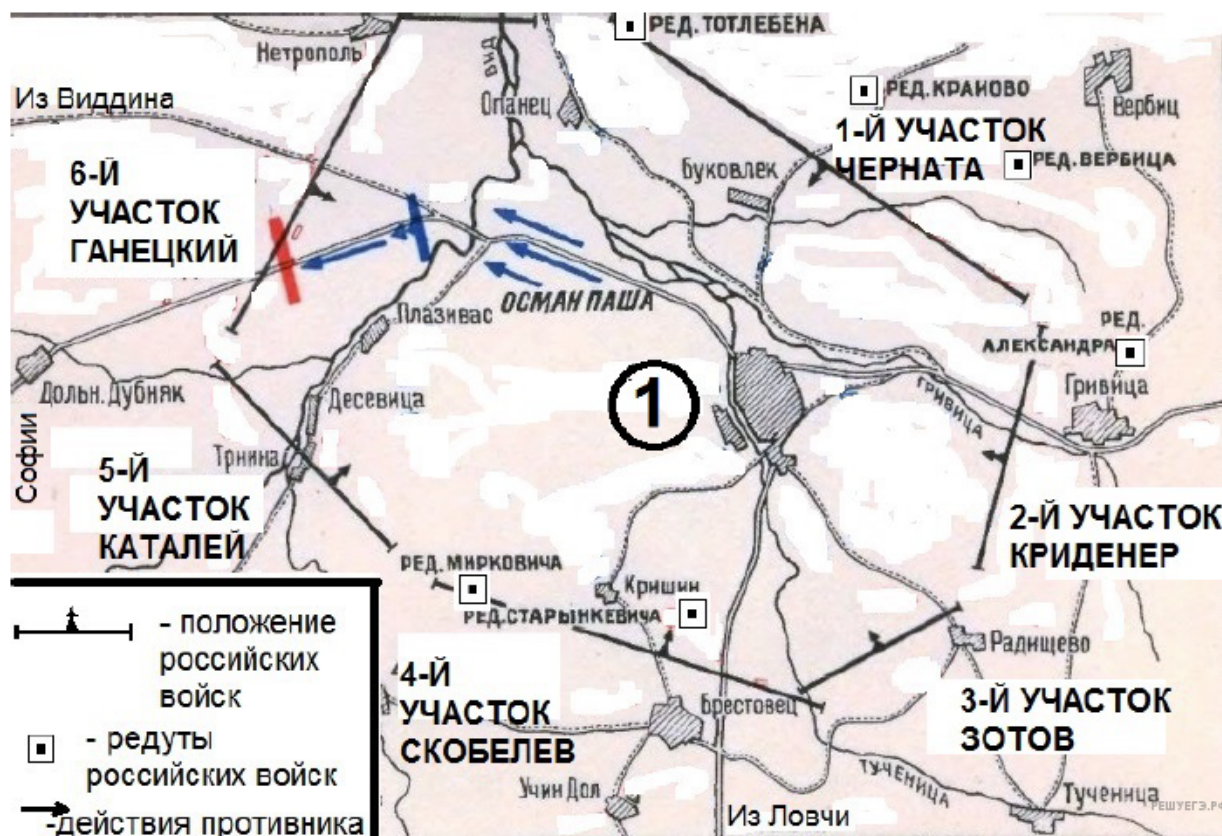 РЕД. ТОТЛЕБЕНА
Нетрополь
ВИД
Из Виддина
Опанец
РЕД. КРАНОВО
Вербиц
1-Й УЧАСТОК
ЧЕРНАТА
РЕД. ВЕРБИЦА
Буковлек
6-Й
УЧАСТОК
ГАНЕЦКИЙ
ОСМАН ПАША
Плазивас
РЕД.
АЛЕКСАНДРА
Дольн. Дубняк
Десевица
1
ГРИВИЦА
Гривица
Софии
Трнина
5-Й
УЧАСТОК
КАТАЛЕЙ
2-Й УЧАСТОК
КРИДЕНЕР
РЕД. МИРКОВИЧА
Кришин
РЕД. СТАРЫНКЕВИЧА
Радищево
- положение
российских
войск
4-Й
УЧАСТОК
СКОБЕЛЕВ
Брестовец
3-Й УЧАСТОК
ЗОТОВ
- редуты
российских войск
Учин Дол
ТУЧЕНИЦА
Тученица
Из Ловчи
-действия противника
РЕШУЕГЭ.РФ